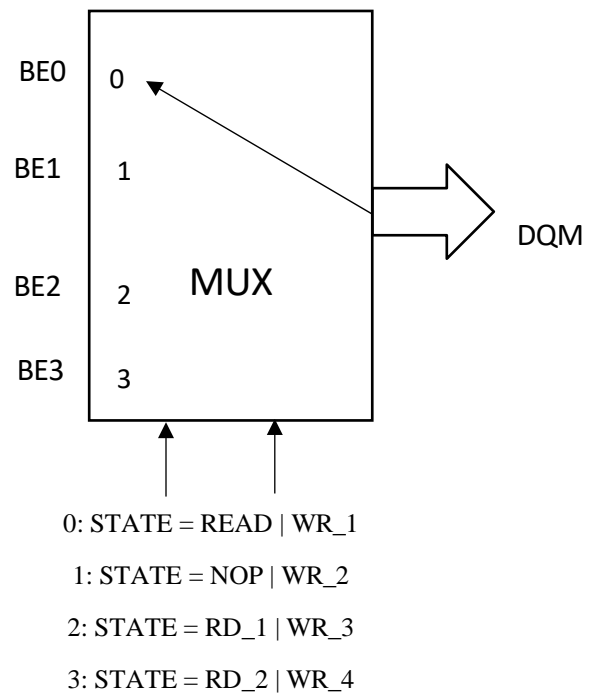 BE0 0
BE1 1
DQM
BE2 2 MUX
BE3 3
0: STATE = READ | WR_1
1: STATE = NOP | WR_2
2: STATE = RD_1 | WR_3
3: STATE = RD_2 | WR_4